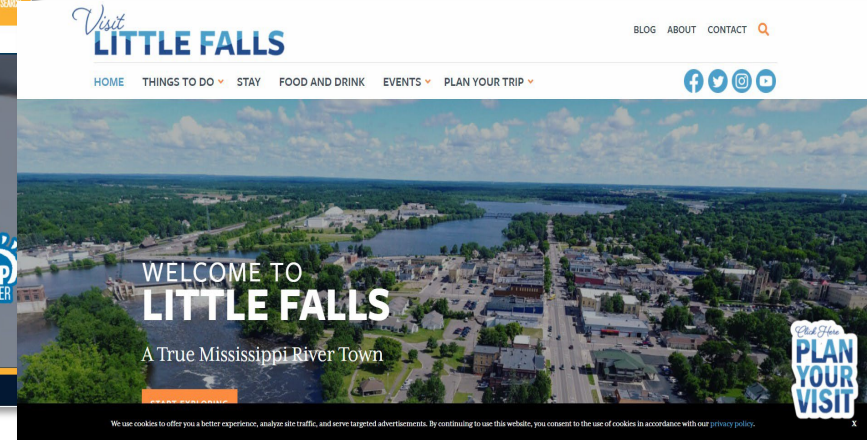 Visit
LITTLE FALLS
BLOG ABOUT CONTACT
HOME THINGS TO DO STAY FOOD AND DRINK EVENTS PLAN YOUR TRIP
WELCOME TO
LITTLE FALLS
A True Mississippi River Town
START EXPLORING
Click Here
PLAN
YOUR
VISIT
We use cookies to offer you a better experience, analyze site traffic, and serve targeted advertisements. By continuing to use this website, you consent to the use of cookies in accordance with our privacy policy.
X